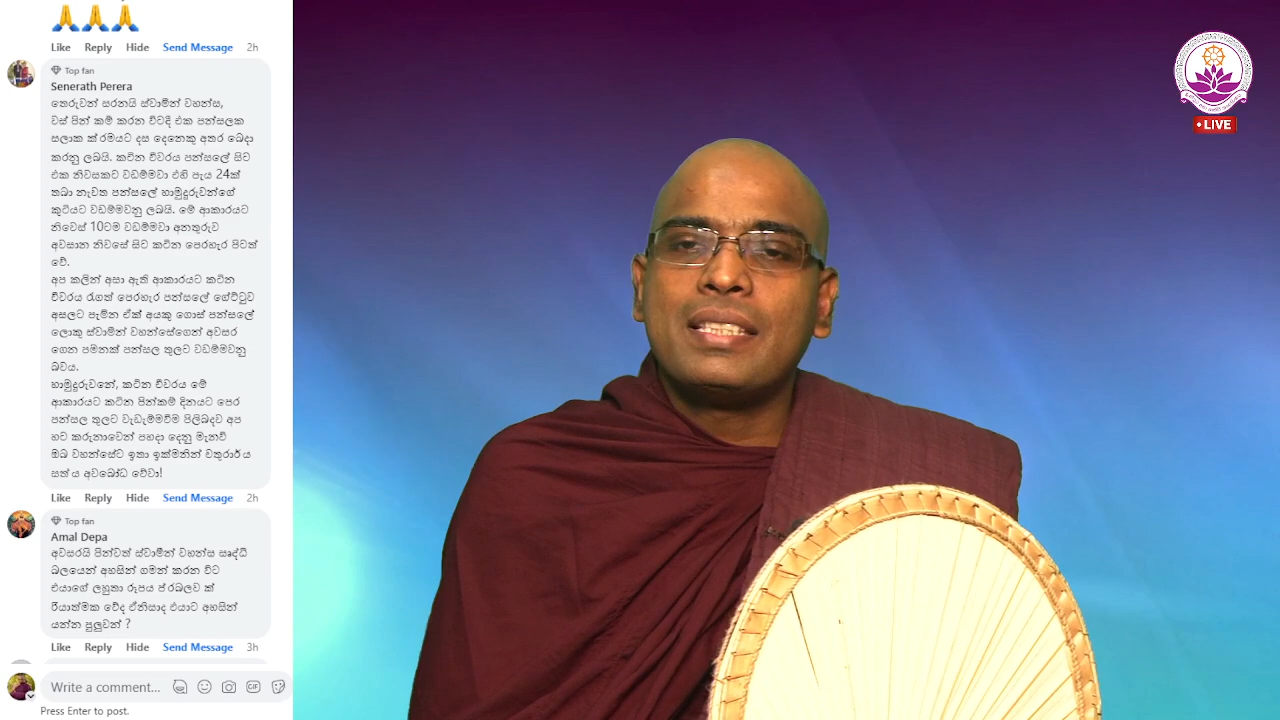 🙏🙏🙏
Like Reply Hide Send Message 2h
Top fan
Senerath Perera
තෙරුවන් සරනයි ස්වාමින් වහන්ස,
වස් පින් කම් කරන විටදී එක පන්සලක
සලාක ක්‍රමයට දස දෙනෙකු අතර බෙදා
කරනු ලබයි. කඨින චීවරය පන්සලේ සිට
එක නිවසකට වඩම්මවා එහි පැය 24ක්
තබා නැවත පන්සලේ හාමුදුරුවන්ගේ
කුටියට වඩම්මවනු ලබයි. මේ ආකාරයට
නිවෙස් 10ටම වඩම්මවා අනතුරුව
අවසාන නිවසේ සිට කඨින පෙරහැර පිටත්
වේ.
අප කලින් අසා ඇති ආකාරයට කඨින
චීවරය රැගත් පෙරහැර පන්සලේ ගේට්ටුව
අසලට පැමින ඒක් අයකු ගොස් පන්සලේ
ලොකු ස්වාමින් වහන්සේගෙන් අවසර
ගෙන පමනක් පන්සල තුලට වඩම්මවනු
බවය.
හාමුදුරුවනේ, කඨින චීවරය මේ
ආකාරයට කඨින පින්කම් දිනයට පෙර
පන්සල තුලට වැඩැම්මවීම පිලිබදව අප
හට කරුනාවෙන් පහදා දෙනු මැනවි
ඔබ වහන්සේට ඉතා ඉක්මනින් චතුරාර්ය
සත්‍ය අවබෝධ වේවා!
Like Reply Hide Send Message 2h
Top fan
Amal Depa
අවසරයි පින්වත් ස්වාමීන් වහන්ස සෘද්ධි
බලයෙන් අහසින් ගමන් කරන විට
එයාගේ ලහුතා රූපය ප්‍රබලව ක්
රියාත්මක වේද ඒනිසාද එයාට අහසින්
යන්න පුලුවන් ?
Like Reply Hide Send Message 3h
Write a comment...
GIF
Press Enter to post.
LIVE